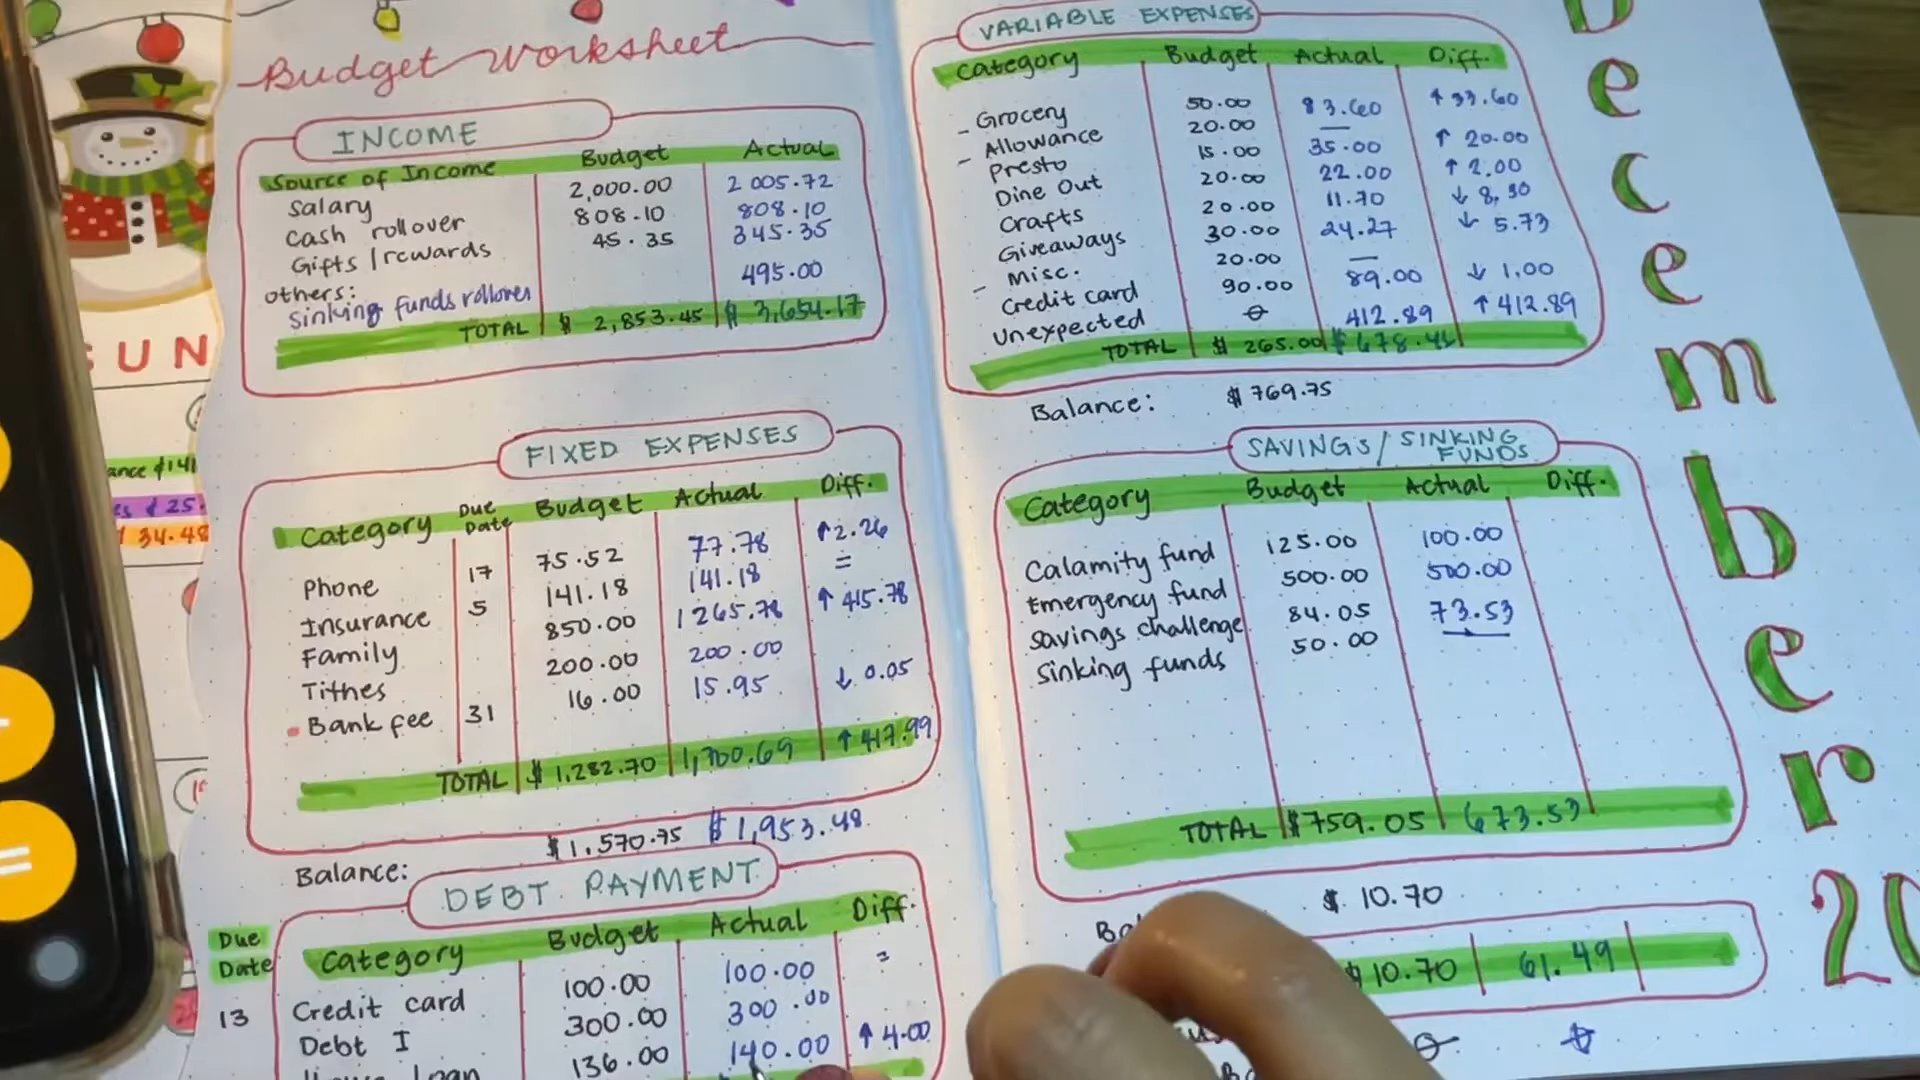 Budget Worksheet
INCOME
Source of Income Budget Actual
Salary 2,000.00 2 005.72
Cash rollover 808.10 808.10
Gifts / rewards 45.35 345.35
others:
Sinking funds rollover 495.00
TOTAL $ 2,853.45 $ 3,654.17
SUN
ance $141
es $ 25.
34.48
FIXED EXPENSES
Category Due Date Budget Actual Diff.
Phone 17 75.52 77.78 ↑2.26
Insurance 5 141.18 141.18 =
Family 850.00 1265.78 ↑ 415.78
Tithes 200.00 200.00
Bank fee 31 16.00 15.95 ↓ 0.05
TOTAL $ 1,282.70 1,700.69 ↑ 417.99
Balance: $1,570.75 $1,953.48
DEBT PAYMENT
Due Date Category Budget Actual Diff.
13 Credit card 100.00 100.00 =
Debt I 300.00 300.00
House Loan 136.00 140.00 ↑ 4.00
VARIABLE EXPENSES
Category Budget Actual Diff.
- Grocery 50.00 83.60 ↑ 33.60
- Allowance 20.00 —
Presto 15.00 35.00 ↑ 20.00
Dine Out 20.00 22.00 ↑ 2.00
Crafts 20.00 11.70 ↓ 8.30
Giveaways 30.00 24.27 ↓ 5.73
- Misc. 20.00 —
Credit card 90.00 89.00 ↓ 1.00
Unexpected ⊖ 412.89 ↑ 412.89
TOTAL $ 265.00 $ 678.46
Balance: $769.75
SAVINGS / SINKING FUNDS
Category Budget Actual Diff.
Calamity fund 125.00 100.00
Emergency fund 500.00 500.00
Savings challenge 84.05 73.53
Sinking funds 50.00 —
TOTAL $759.05 673.53
$ 10.70
$10.70 61.49
December 20